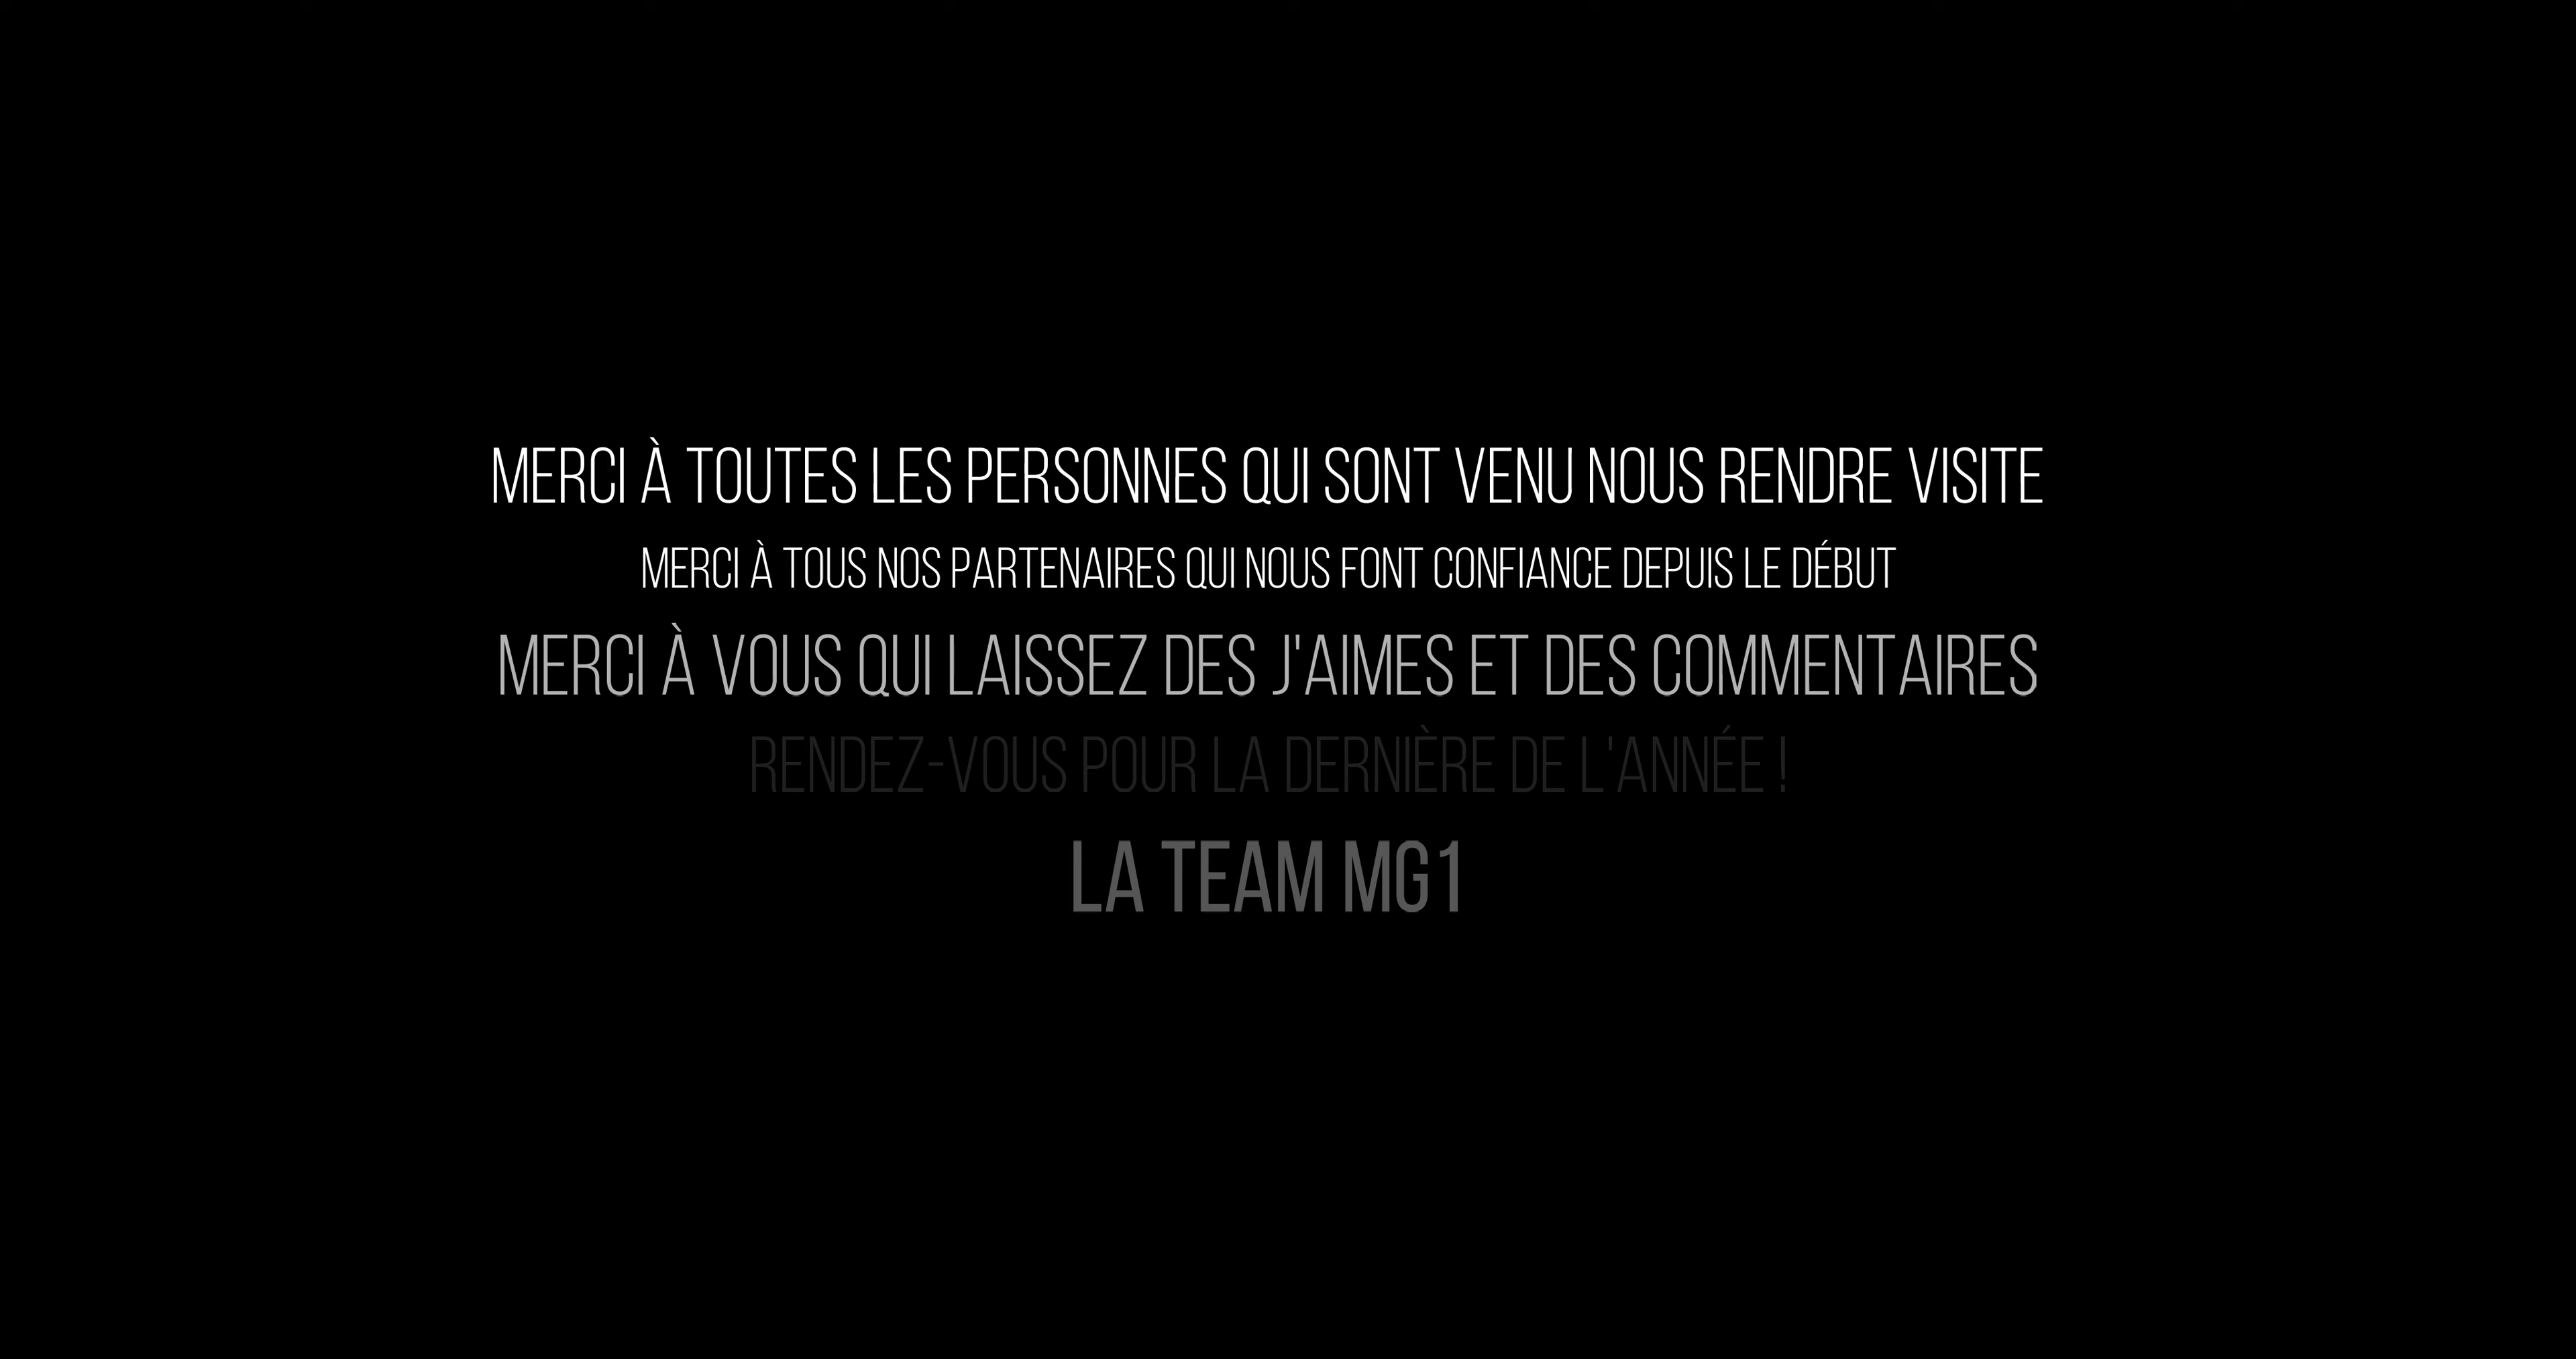 MERCI À TOUTES LES PERSONNES QUI SONT VENU NOUS RENDRE VISITE
MERCI À TOUS NOS PARTENAIRES QUI NOUS FONT CONFIANCE DEPUIS LE DÉBUT
MERCI À VOUS QUI LAISSEZ DES J'AIMES ET DES COMMENTAIRES
RENDEZ-VOUS POUR LA DERNIÈRE DE L'ANNÉE !
LA TEAM MG1